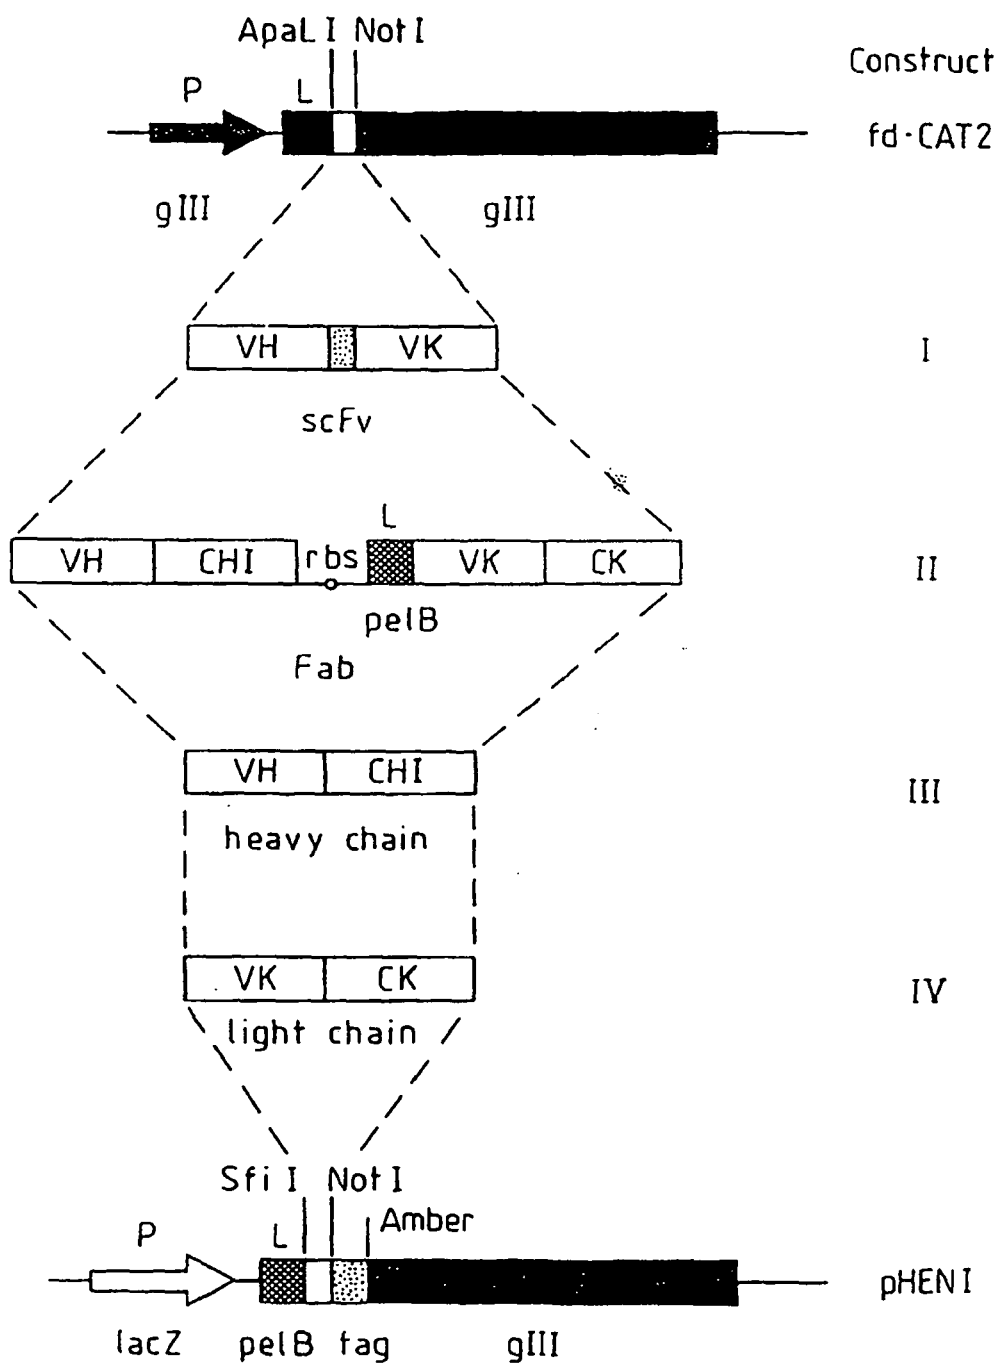 ApaL I Not I
Construct
P L
fd·CAT2
gIII gIII
VH VK I
scFv
L
VH CHI rbs VK CK II
pelB
Fab
VH CHI III
heavy chain
VK CK IV
light chain
Sfi I Not I
P L Amber
pHEN I
lacZ pelB tag gIII